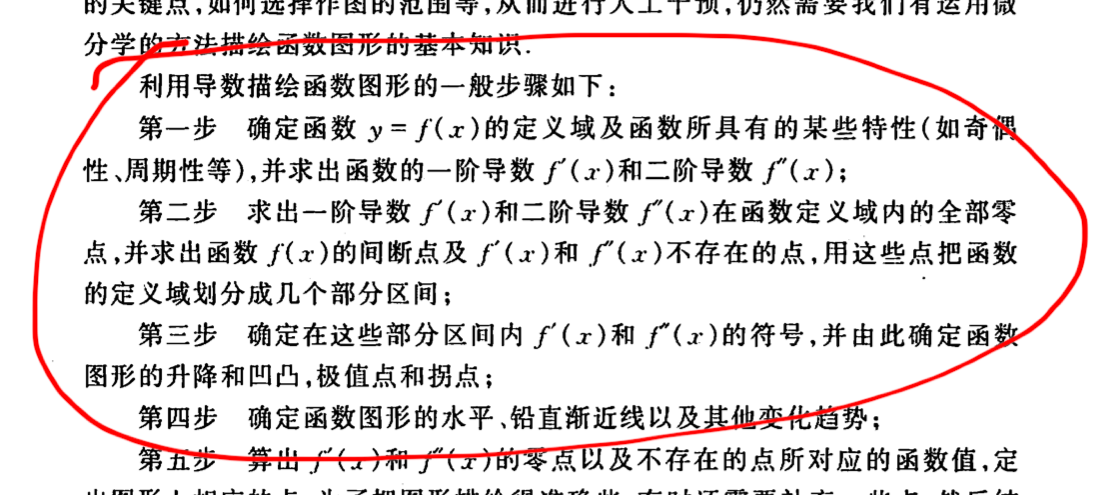 的关键点,如何选择作图的范围等,从而进行人工干预,仍然需要我们有运用微
分学的方法描绘函数图形的基本知识.
利用导数描绘函数图形的一般步骤如下:
第一步 确定函数 y = f(x)的定义域及函数所具有的某些特性(如奇偶
性、周期性等),并求出函数的一阶导数 f′(x)和二阶导数 f″(x);
第二步 求出一阶导数 f′(x)和二阶导数 f″(x)在函数定义域内的全部零
点,并求出函数 f(x)的间断点及 f′(x)和 f″(x)不存在的点,用这些点把函数
的定义域划分成几个部分区间;
第三步 确定在这些部分区间内 f′(x)和 f″(x)的符号,并由此确定函数
图形的升降和凹凸,极值点和拐点;
第四步 确定函数图形的水平、铅直渐近线以及其他变化趋势;
第五步 算出 f′(x)和 f″(x)的零点以及不存在的点所对应的函数值,定